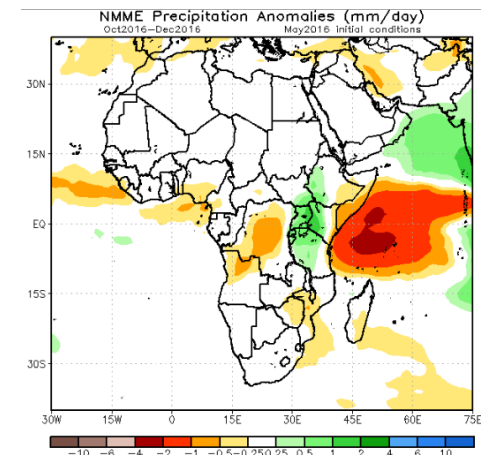 NMME Precipitation Anomalies (mm/day)
Oct2016-Dec2016 May2016 initial conditions
30N
15N
EQ
15S
30S
30W 15W 0 15E 30E 45E 60E 75E
-10 -6 -4 -2 -1 -0.5-0.250.25 0.5 1 2 4 6 10